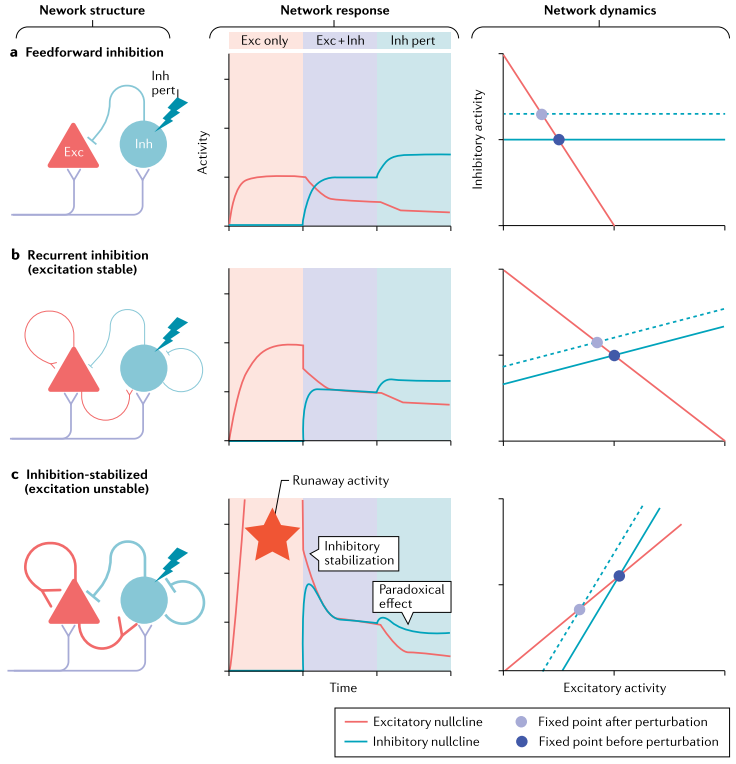 Nework structure
Network response
Network dynamics
a Feedforward inhibition
Inh
pert
Exc
Inh
Exc only
Exc + Inh
Inh pert
Activity
Inhibitory activity
b Recurrent inhibition
(excitation stable)
c Inhibition-stabilized
(excitation unstable)
Runaway activity
Inhibitory
stabilization
Paradoxical
effect
Time
Excitatory activity
Excitatory nullcline
Fixed point after perturbation
Inhibitory nullcline
Fixed point before perturbation